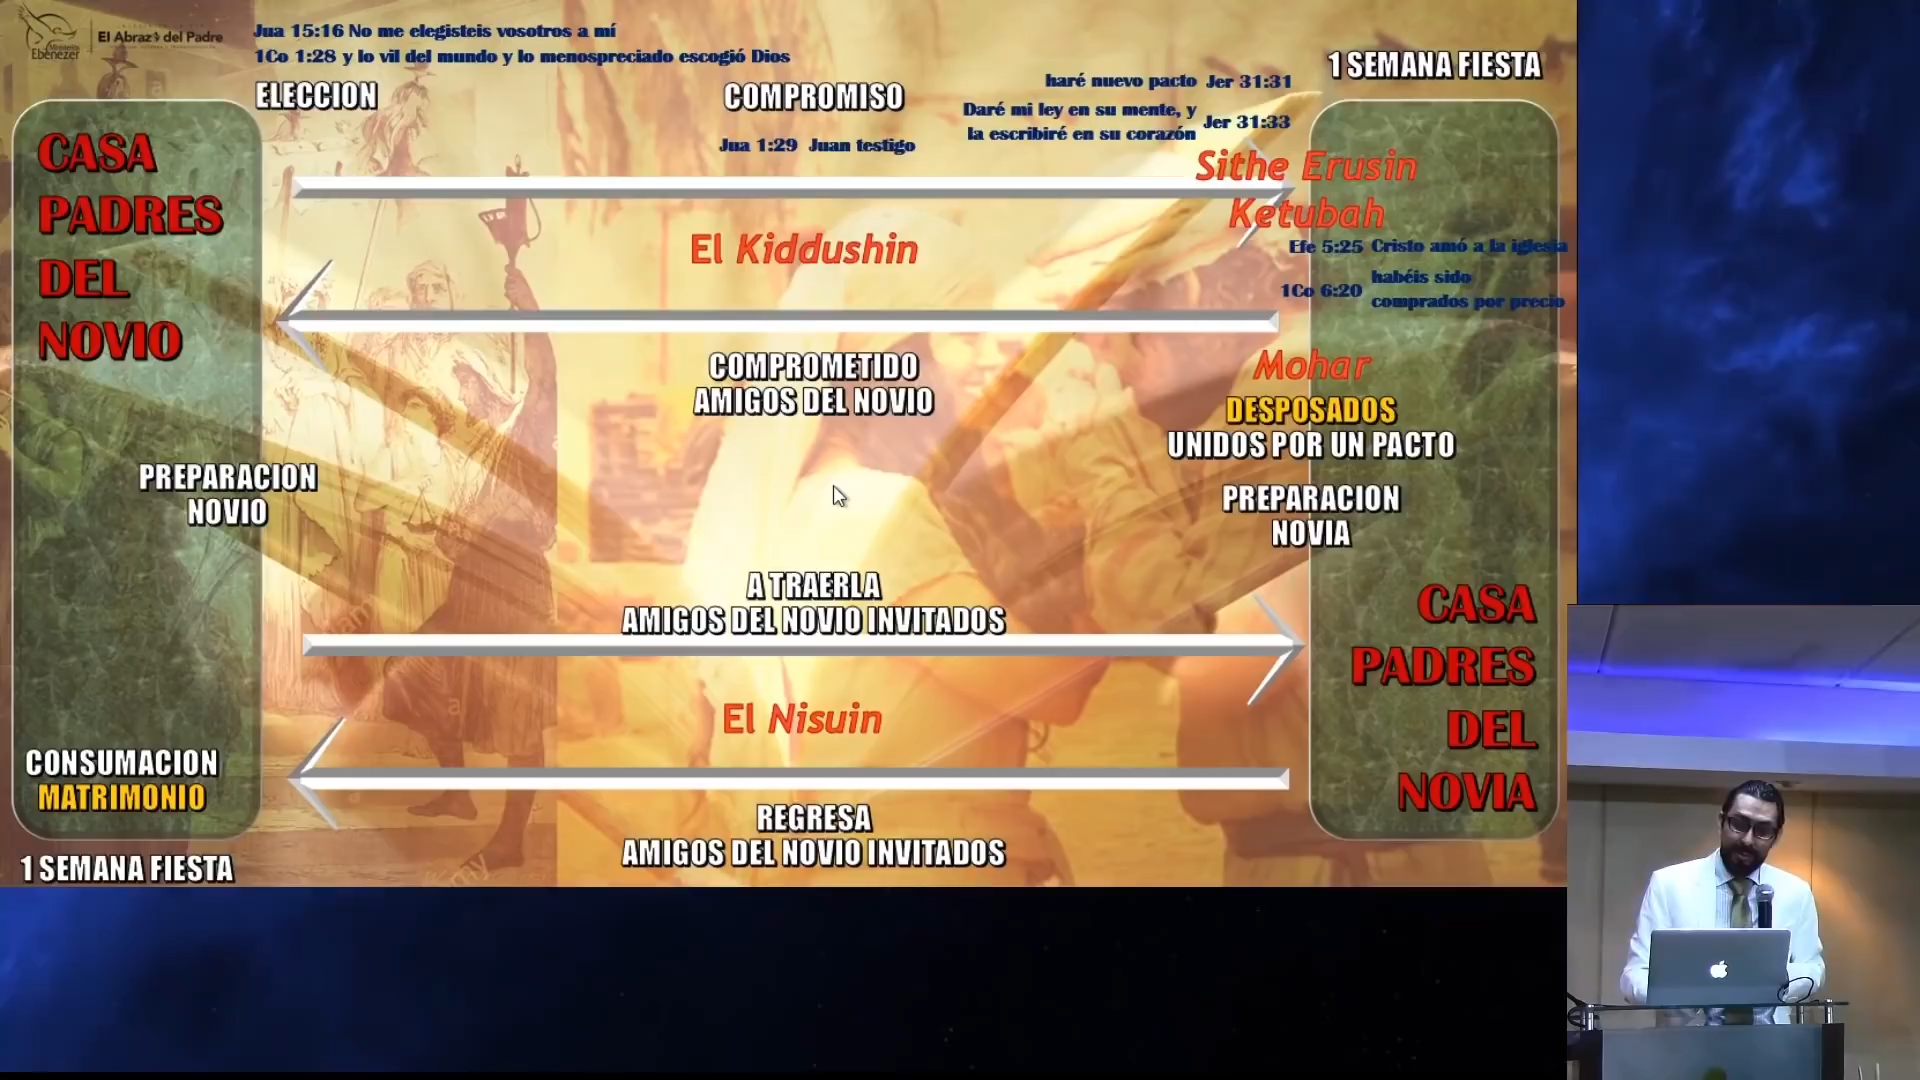 Ministerios
Ebenezer
El Abrazo del Padre
Jua 15:16 No me elegisteis vosotros a mí
1Co 1:28 y lo vil del mundo y lo menospreciado escogió Dios
ELECCION
COMPROMISO
Jua 1:29 Juan testigo
haré nuevo pacto Jer 31:31
Daré mi ley en su mente, y
la escribiré en su corazón Jer 31:33
1 SEMANA FIESTA
CASA
PADRES
DEL
NOVIO
Sithe Erusin
Ketubah
Efe 5:25 Cristo amó a la iglesia
1Co 6:20 habéis sido
comprados por precio
El Kiddushin
COMPROMETIDO
AMIGOS DEL NOVIO
Mohar
DESPOSADOS
UNIDOS POR UN PACTO
PREPARACION
NOVIO
PREPARACION
NOVIA
A TRAERLA
AMIGOS DEL NOVIO INVITADOS
CASA
PADRES
DEL
NOVIA
El Nisuin
CONSUMACION
MATRIMONIO
REGRESA
AMIGOS DEL NOVIO INVITADOS
1 SEMANA FIESTA